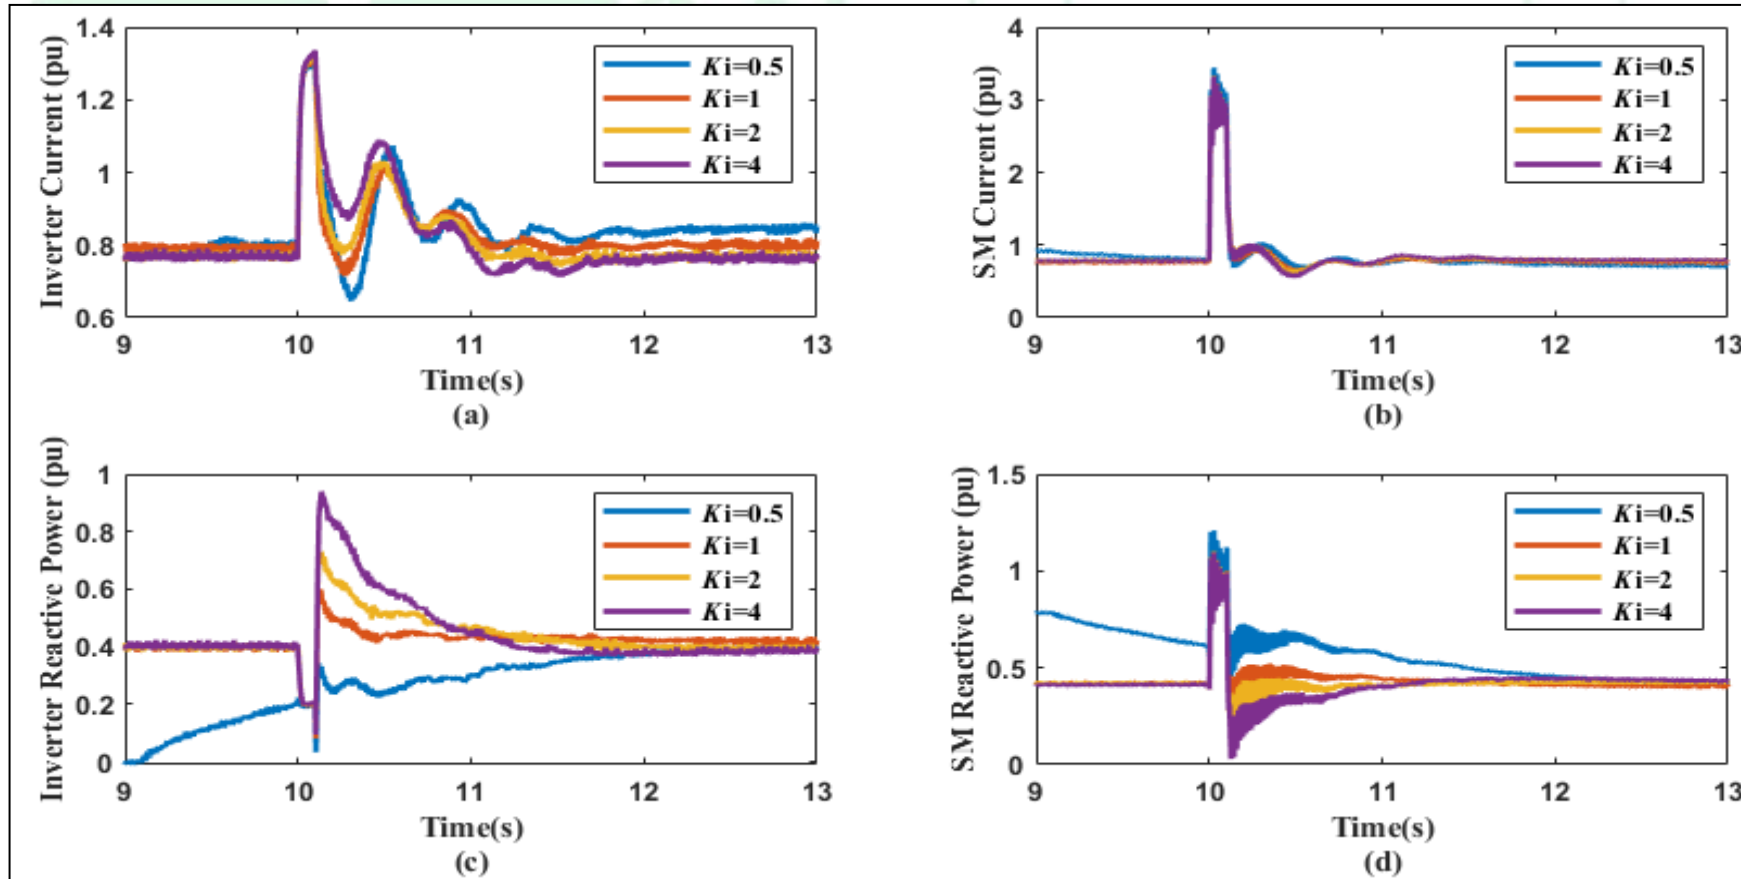 1.4
1.2
1
0.8
0.6
Inverter Current (pu)
Ki=0.5
Ki=1
Ki=2
Ki=4
9 10 11 12 13
Time(s)
(a)
4
3
2
1
0
SM Current (pu)
Ki=0.5
Ki=1
Ki=2
Ki=4
9 10 11 12 13
Time(s)
(b)
1
0.8
0.6
0.4
0.2
0
Inverter Reactive Power (pu)
Ki=0.5
Ki=1
Ki=2
Ki=4
9 10 11 12 13
Time(s)
(c)
1.5
1
0.5
0
SM Reactive Power (pu)
Ki=0.5
Ki=1
Ki=2
Ki=4
9 10 11 12 13
Time(s)
(d)